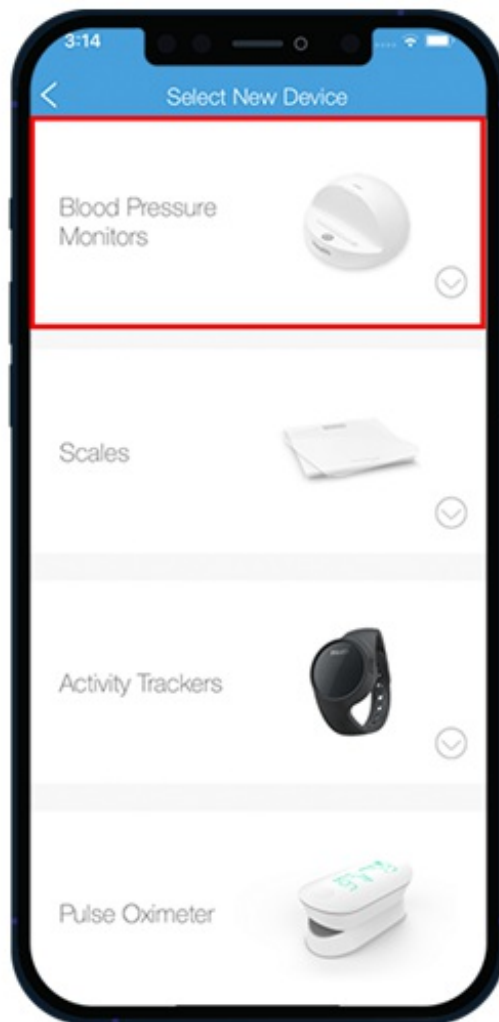 3:14
Select New Device
Blood Pressure
Monitors
Scales
Activity Trackers
Pulse Oximeter